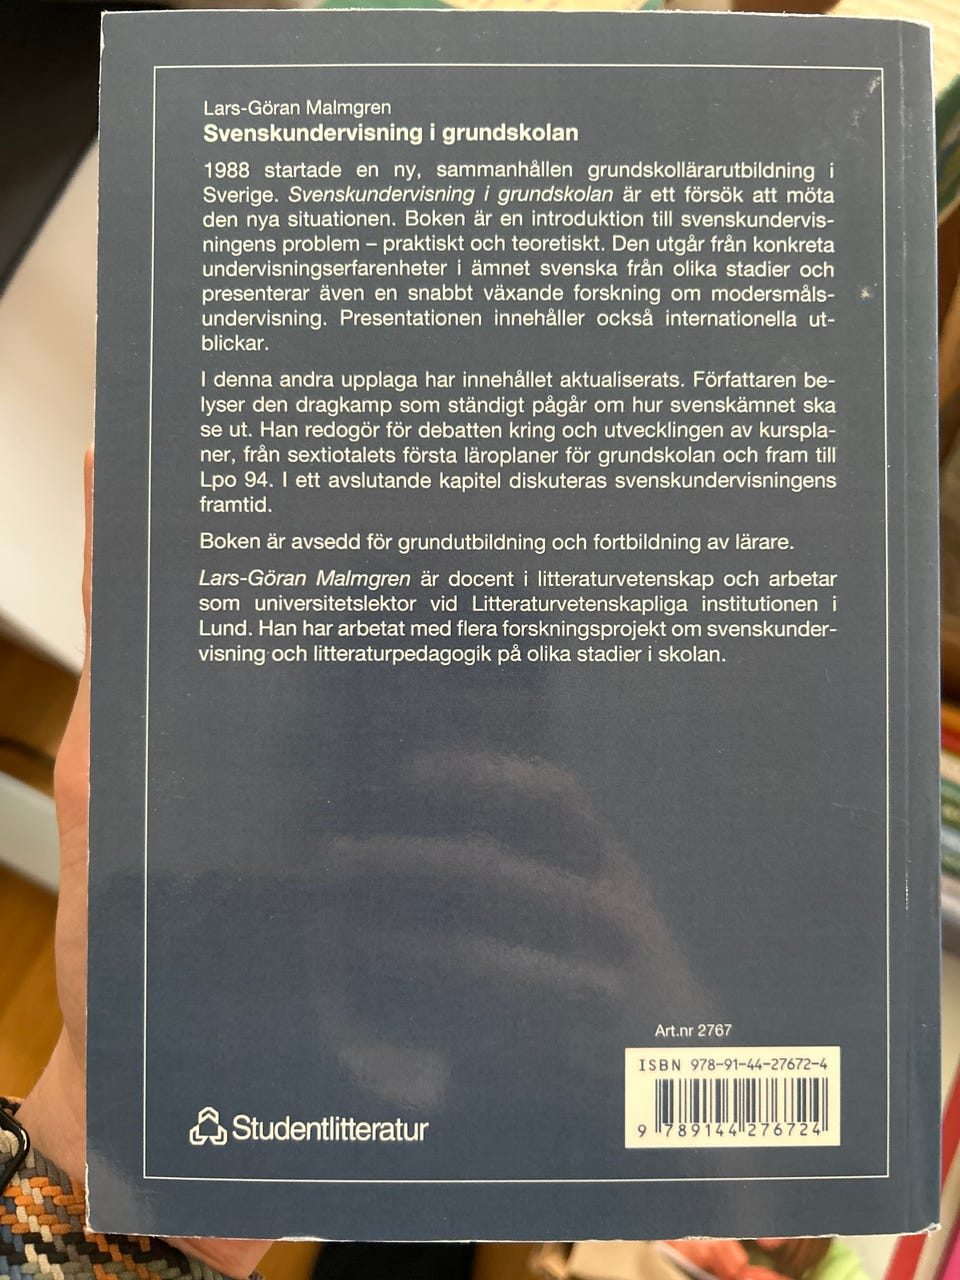 Lars-Göran Malmgren
Svenskundervisning i grundskolan
1988 startade en ny, sammanhållen grundskollärarutbildning i
Sverige. Svenskundervisning i grundskolan är ett försök att möta
den nya situationen. Boken är en introduktion till svenskundervis-
ningens problem – praktiskt och teoretiskt. Den utgår från konkreta
undervisningserfarenheter i ämnet svenska från olika stadier och
presenterar även en snabbt växande forskning om modersmåls-
undervisning. Presentationen innehåller också internationella ut-
blickar.
I denna andra upplaga har innehållet aktualiserats. Författaren be-
lyser den dragkamp som ständigt pågår om hur svenskämnet ska
se ut. Han redogör för debatten kring och utvecklingen av kurspla-
ner, från sextiotalets första läroplaner för grundskolan och fram till
Lpo 94. I ett avslutande kapitel diskuteras svenskundervisningens
framtid.
Boken är avsedd för grundutbildning och fortbildning av lärare.
Lars-Göran Malmgren är docent i litteraturvetenskap och arbetar
som universitetslektor vid Litteraturvetenskapliga institutionen i
Lund. Han har arbetat med flera forskningsprojekt om svenskunder-
visning och litteraturpedagogik på olika stadier i skolan.
Art.nr 2767
ISBN 978-91-44-27672-4
9 789144 276724
Studentlitteratur